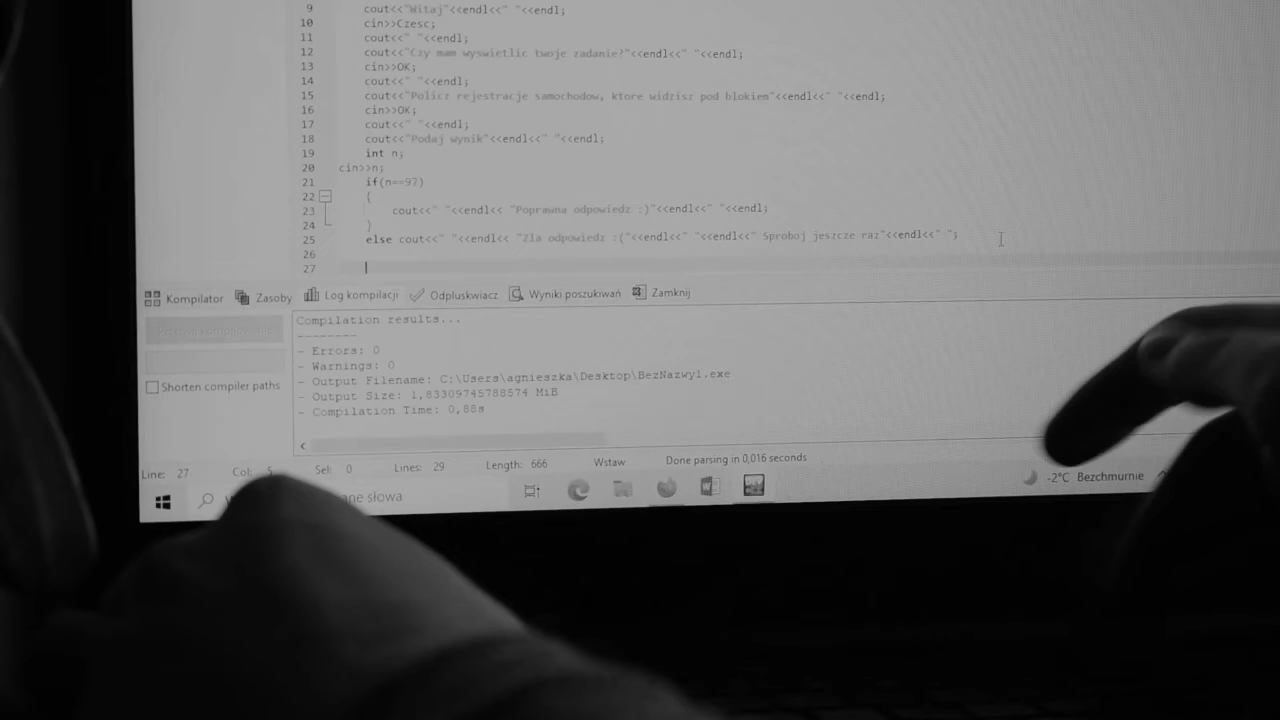 9 cout<<"Witaj"<<endl<<" "<<endl;
10 cin>>Czesc;
11 cout<<" "<<endl;
12 cout<<"Czy mam wyswietlic twoje zadanie?"<<endl<<" "<<endl;
13 cin>>OK;
14 cout<<" "<<endl;
15 cout<<"Policz rejestracje samochodow, ktore widzisz pod blokiem"<<endl<<" "<<endl;
16 cin>>OK;
17 cout<<" "<<endl;
18 cout<<"Podaj wynik"<<endl<<" "<<endl;
19 int n;
20 cin>>n;
21 if(n==97)
22 {
23 cout<<" "<<endl<< "Poprawna odpowiedz :)"<<endl<<" "<<endl;
24 }
25 else cout<<" "<<endl<< "Zla odpowiedz :("<<endl<<" "<<endl<<" Sproboj jeszcze raz"<<endl<<" ";
26
27
Kompilator Zasoby Log kompilacji Odpluskwiacz Wyniki poszukiwań Zamknij
Compilation results...
--------
- Errors: 0
- Warnings: 0
- Output Filename: C:\Users\agnieszka\Desktop\BezNazwy1.exe
- Output Size: 1,83309745788574 MiB
- Compilation Time: 0,88s
Shorten compiler paths
Line: 27 Col: 5 Sel: 0 Lines: 29 Length: 666 Wstaw Done parsing in 0,016 seconds
słowa
-2°C Bezchmurnie